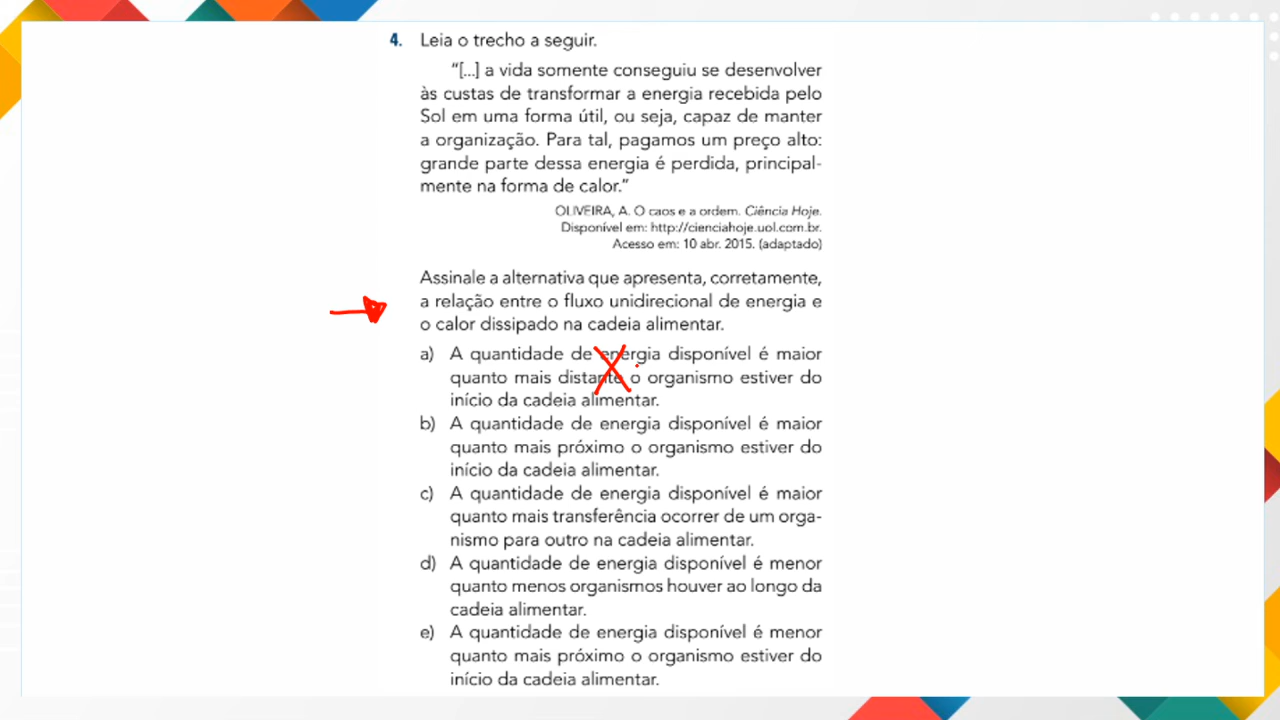 4. Leia o trecho a seguir.
“[...] a vida somente conseguiu se desenvolver
às custas de transformar a energia recebida pelo
Sol em uma forma útil, ou seja, capaz de manter
a organização. Para tal, pagamos um preço alto:
grande parte dessa energia é perdida, principal-
mente na forma de calor.”
OLIVEIRA, A. O caos e a ordem. Ciência Hoje.
Disponível em: http://cienciahoje.uol.com.br.
Acesso em: 10 abr. 2015. (adaptado)
Assinale a alternativa que apresenta, corretamente,
a relação entre o fluxo unidirecional de energia e
o calor dissipado na cadeia alimentar.
a) A quantidade de energia disponível é maior
quanto mais distante o organismo estiver do
início da cadeia alimentar.
b) A quantidade de energia disponível é maior
quanto mais próximo o organismo estiver do
início da cadeia alimentar.
c) A quantidade de energia disponível é maior
quanto mais transferência ocorrer de um orga-
nismo para outro na cadeia alimentar.
d) A quantidade de energia disponível é menor
quanto menos organismos houver ao longo da
cadeia alimentar.
e) A quantidade de energia disponível é menor
quanto mais próximo o organismo estiver do
início da cadeia alimentar.